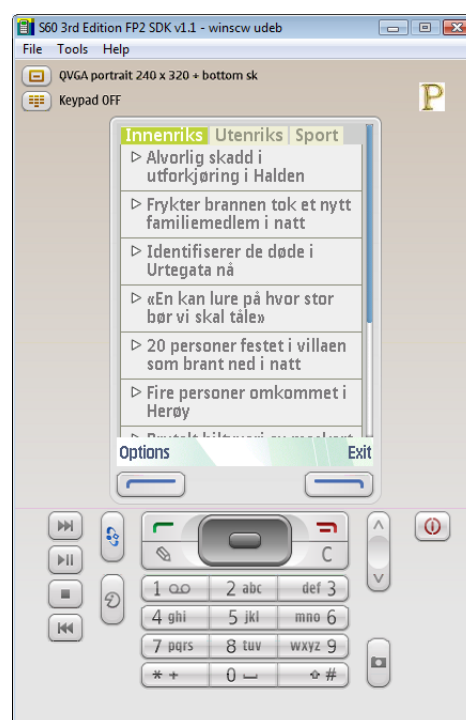 S60 3rd Edition FP2 SDK v1.1 - winscw udeb
File Tools Help
QVGA portrait 240 x 320 + bottom sk
Keypad OFF
P
Innenriks Utenriks Sport
Alvorlig skadd i
utforkjøring i Halden
Frykter brannen tok et nytt
familiemedlem i natt
Identifiserer de døde i
Urtegata nå
«En kan lure på hvor stor
bør vi skal tåle»
20 personer festet i villaen
som brant ned i natt
Fire personer omkommet i
Herøy
Options Exit
C
1 2 abc def 3
4 ghi 5 jkl mno 6
7 pqrs 8 tuv wxyz 9
* + 0 #